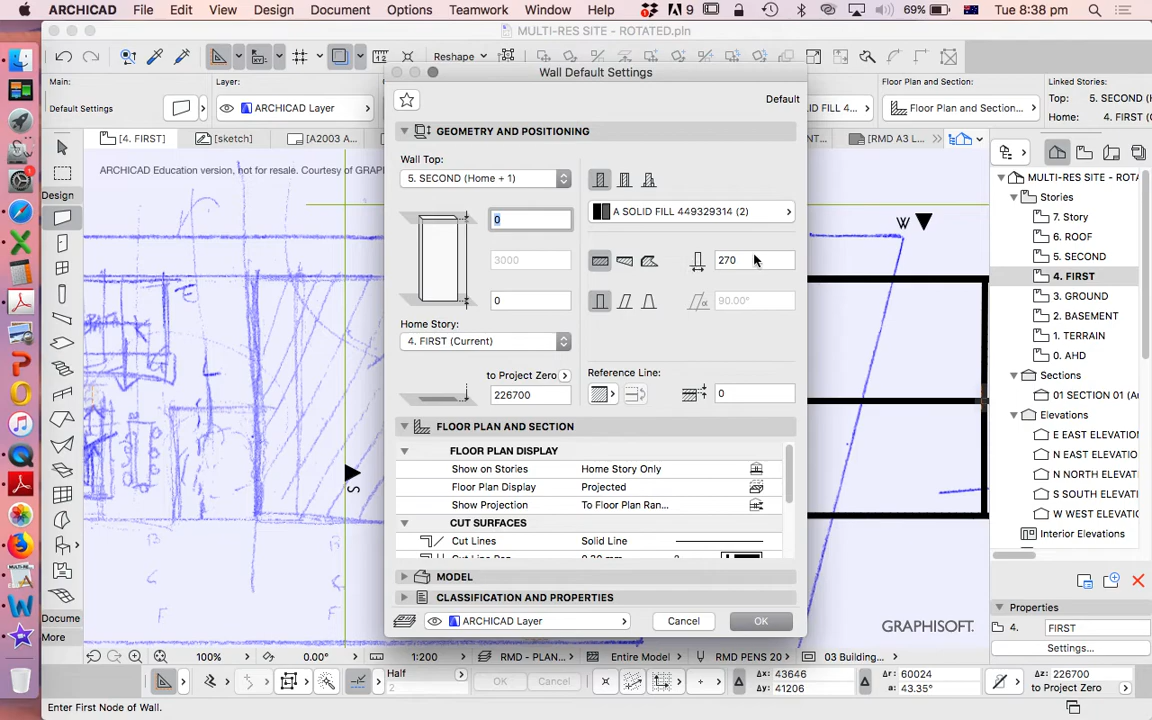 ARCHICAD File Edit View Design Document Options Teamwork Window Help 9 69% Tue 8:38 pm
MULTI-RES SITE - ROTATED.pln
Reshape
Main:
Default Settings
Layer:
ARCHICAD Layer
Wall Default Settings
Default
Floor Plan and Section:
Floor Plan and Section...
Linked Stories:
Top: 5. SECOND (H
Home: 4. FIRST (C
[4. FIRST]
[sketch]
[A2003 A
[RMD A3 L
ARCHICAD Education version, not for resale. Courtesy of GRAP
Design
Docume
More
GEOMETRY AND POSITIONING
Wall Top:
5. SECOND (Home + 1)
0
3000
0
A SOLID FILL 449329314 (2)
270
90.00°
Home Story:
4. FIRST (Current)
to Project Zero
226700
Reference Line:
0
FLOOR PLAN AND SECTION
FLOOR PLAN DISPLAY
Show on Stories Home Story Only
Floor Plan Display Projected
Show Projection To Floor Plan Ran...
CUT SURFACES
Cut Lines Solid Line
MODEL
CLASSIFICATION AND PROPERTIES
ARCHICAD Layer
Cancel
OK
W
S
GRAPHISOFT.
MULTI-RES SITE - ROTA
Stories
7. Story
6. ROOF
5. SECOND
4. FIRST
3. GROUND
2. BASEMENT
1. TERRAIN
0. AHD
Sections
01 SECTION 01 (A
Elevations
E EAST ELEVATIO
N NORTH ELEVAT
S SOUTH ELEVAT
W WEST ELEVATI
Interior Elevations
Properties
4. FIRST
Settings...
100% 0.00° 1:200 RMD - PLAN... Entire Model RMD PENS 20 03 Building...
Half
2
OK
Cancel
Δx: 43646
Δy: 41206
Δr: 60024
a: 43.35°
Δz: 226700
to Project Zero
Enter First Node of Wall.